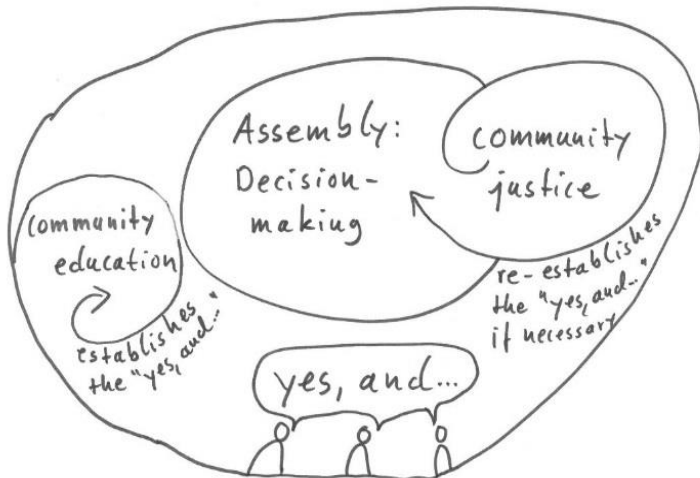 Assembly:
Decision-
making
community
justice
community
education
establishes
the "yes, and..."
re-establishes
the "yes, and..."
if necessary
yes, and...